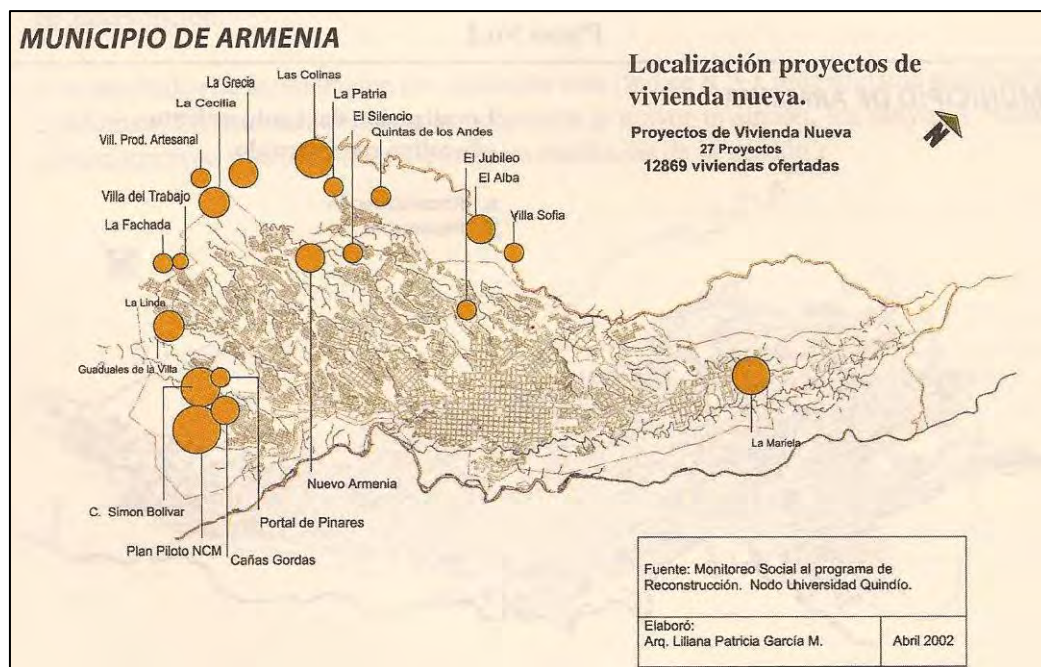 MUNICIPIO DE ARMENIA
Localización proyectos de
vivienda nueva.
Proyectos de Vivienda Nueva
27 Proyectos
12869 viviendas ofertadas
N
Las Colinas
La Grecia
La Patria
La Cecilia
El Silencio
Vill. Prod. Artesanal
Quintas de los Andes
El Jubileo
El Alba
Villa del Trabajo
Villa Sofia
La Fachada
La Linda
Guaduales de la Villa
La Mariela
Nuevo Armenia
C. Simon Bolivar
Portal de Pinares
Plan Piloto NCM
Cañas Gordas
Fuente: Monitoreo Social al programa de
Reconstrucción. Nodo Universidad Quindío.
Elaboró:
Arq. Liliana Patricia García M.
Abril 2002